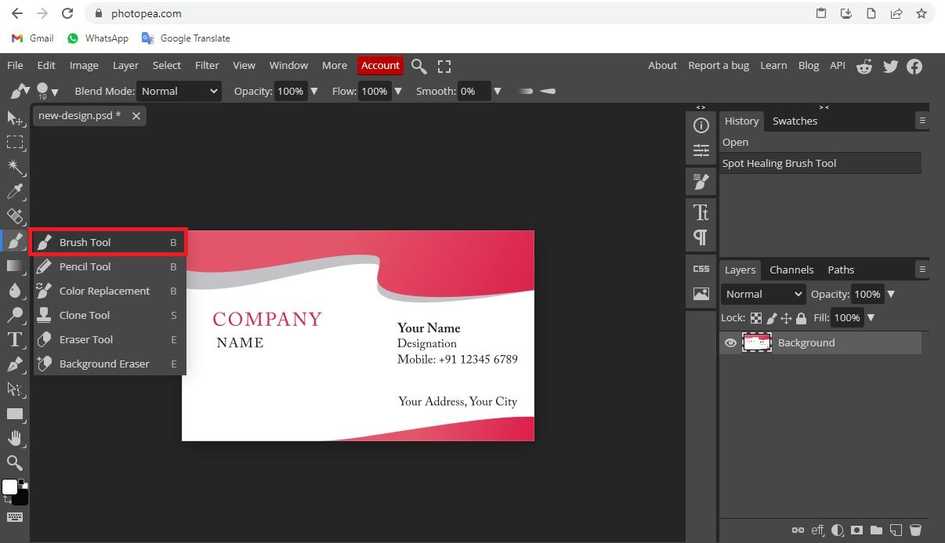 photopea.com
Gmail WhatsApp Google Translate
File Edit Image Layer Select Filter View Window More Account About Report a bug Learn Blog API
19 Blend Mode: Normal Opacity: 100% Flow: 100% Smooth: 0%
new-design.psd *
History Swatches
Open
Spot Healing Brush Tool
Brush Tool B
Pencil Tool B
Color Replacement B
Clone Tool S
Eraser Tool E
Background Eraser E
COMPANY
NAME
Your Name
Designation
Mobile: +91 12345 6789
Your Address, Your City
CSS
Layers Channels Paths
Normal Opacity: 100%
Lock: Fill: 100%
Background
eff